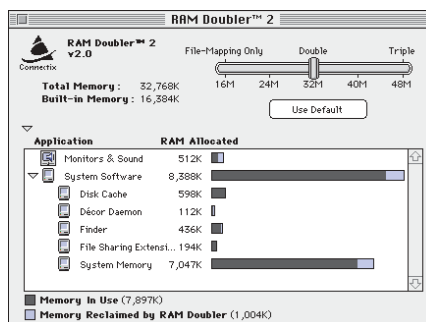 RAM Doubler™ 2
RAM Doubler™ 2
v2.0
Connectix
File-Mapping Only Double Triple
16M 24M 32M 40M 48M
Total Memory : 32,768K
Built-in Memory : 16,384K
Use Default
Application RAM Allocated
Monitors & Sound 512K
System Software 8,388K
Disk Cache 598K
Décor Daemon 112K
Finder 436K
File Sharing Extensi... 194K
System Memory 7,047K
Memory In Use (7,897K)
Memory Reclaimed by RAM Doubler (1,004K)